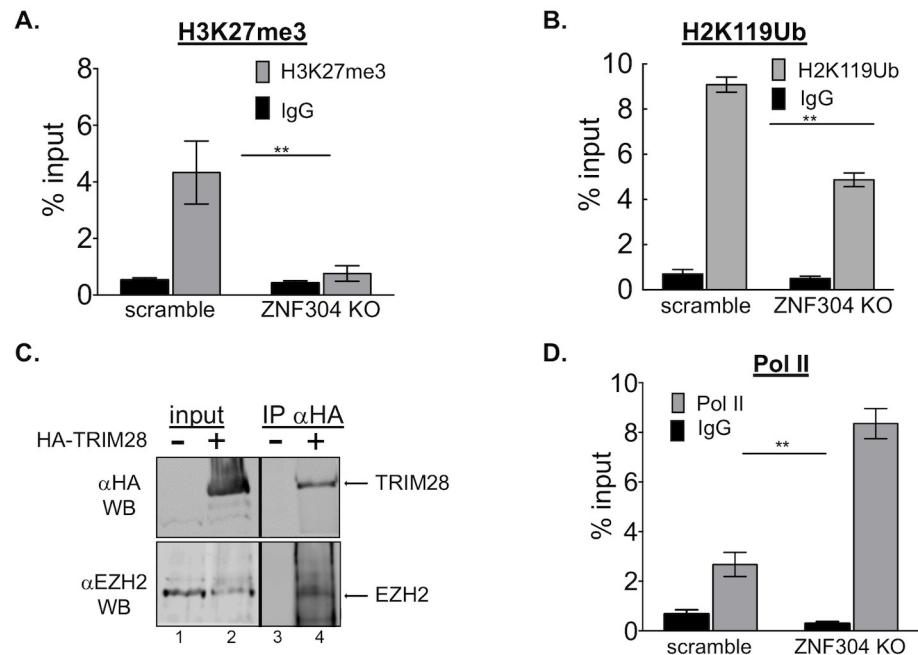 A.
H3K27me3
8
6
4
2
0
% input
H3K27me3
IgG
**
scramble
ZNF304 KO
B.
H2K119Ub
10
8
6
4
2
0
% input
H2K119Ub
IgG
**
scramble
ZNF304 KO
C.
input IP αHA
HA-TRIM28 - + - +
αHA
WB
TRIM28
αEZH2
WB
EZH2
1 2 3 4
D.
Pol II
10
8
6
4
2
0
% input
Pol II
IgG
**
scramble
ZNF304 KO